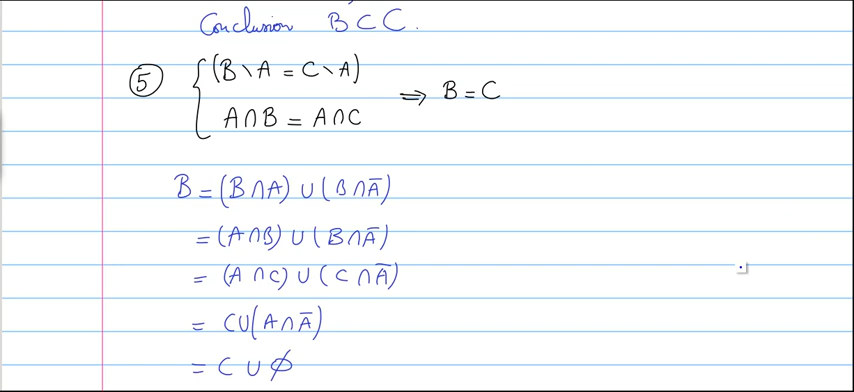 Conclusion B ⊂ C.
⑤ { (B \ A = C \ A)
A ∩ B = A ∩ C ⟹ B = C
B = (B ∩ A) ∪ (B ∩ A̅)
= (A ∩ B) ∪ (B ∩ A̅)
= (A ∩ C) ∪ (C ∩ A̅)
= C ∪ (A ∩ A̅)
= C ∪ ∅